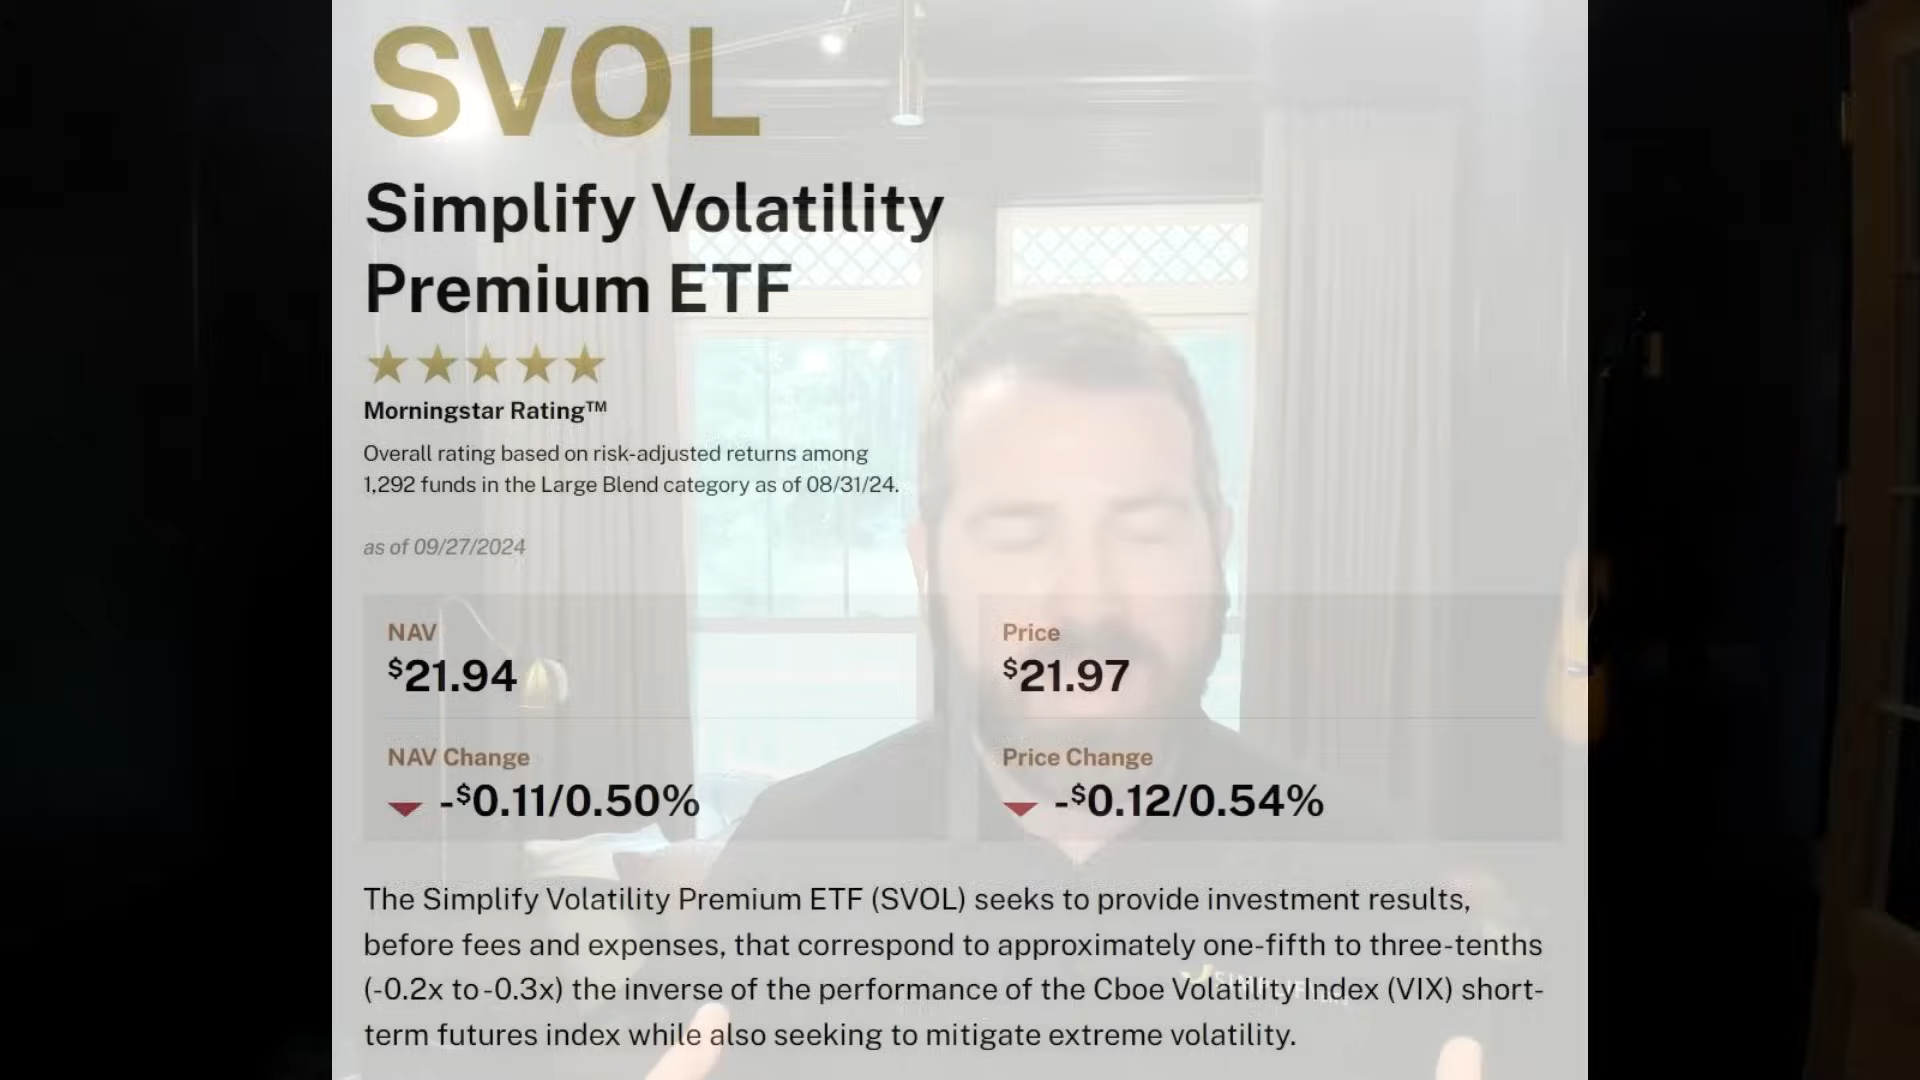 SVOL
Simplify Volatility
Premium ETF
★★★★★
Morningstar Rating™
Overall rating based on risk-adjusted returns among
1,292 funds in the Large Blend category as of 08/31/24.
as of 09/27/2024
NAV
$21.94
Price
$21.97
NAV Change
-$0.11/0.50%
Price Change
-$0.12/0.54%
The Simplify Volatility Premium ETF (SVOL) seeks to provide investment results,
before fees and expenses, that correspond to approximately one-fifth to three-tenths
(-0.2x to -0.3x) the inverse of the performance of the Cboe Volatility Index (VIX) short-
term futures index while also seeking to mitigate extreme volatility.